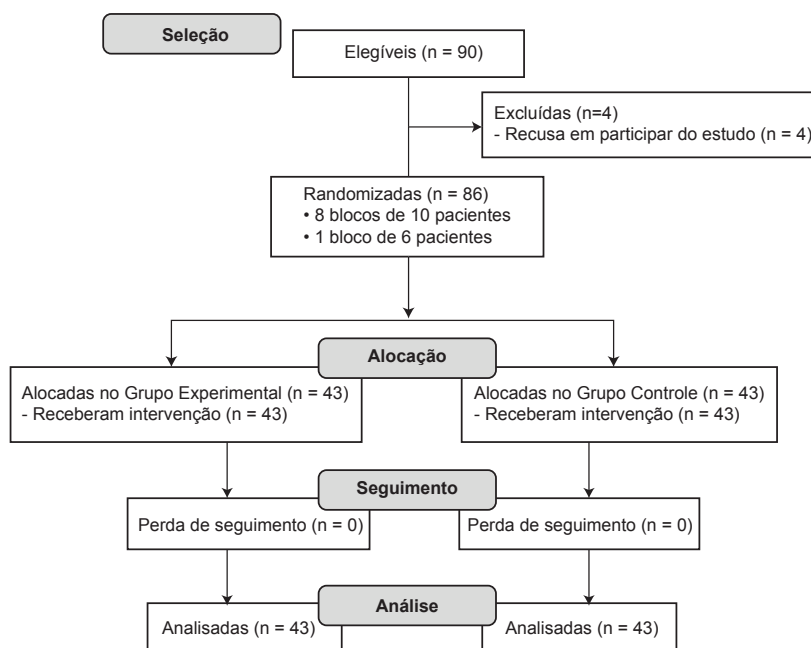 Seleção
Elegíveis (n = 90)
Excluídas (n=4)
- Recusa em participar do estudo (n = 4)
Randomizadas (n = 86)
• 8 blocos de 10 pacientes
• 1 bloco de 6 pacientes
Alocação
Alocadas no Grupo Experimental (n = 43)
- Receberam intervenção (n = 43)
Alocadas no Grupo Controle (n = 43)
- Receberam intervenção (n = 43)
Seguimento
Perda de seguimento (n = 0)
Perda de seguimento (n = 0)
Análise
Analisadas (n = 43)
Analisadas (n = 43)